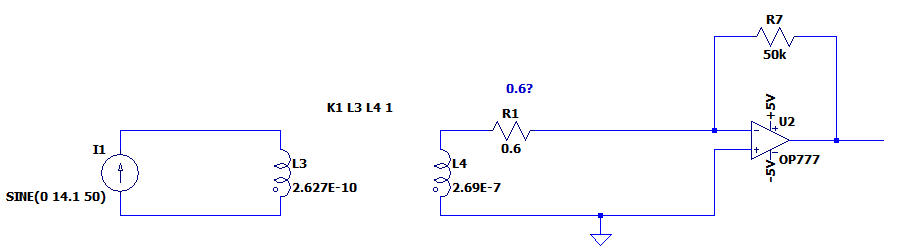 R7
50k
0.6?
K1 L3 L4 1
R1
0.6
+5V
U2
-5V
OP777
I1
L3
L4
2.627E-10
2.69E-7
SINE(0 14.1 50)